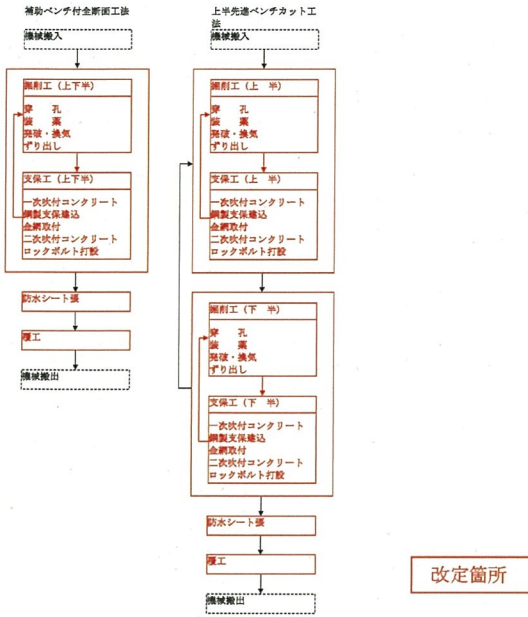 補助ベンチ付全断面工法
機械搬入
掘削工（上下半）
穿　孔
装　薬
発破・換気
ずり出し
支保工（上下半）
一次吹付コンクリート
鋼製支保建込
金網取付
二次吹付コンクリート
ロックボルト打設
防水シート張
覆工
機械搬出
上半先進ベンチカット工
法
機械搬入
掘削工（上　半）
穿　孔
装　薬
発破・換気
ずり出し
支保工（上　半）
一次吹付コンクリート
鋼製支保建込
金網取付
二次吹付コンクリート
ロックボルト打設
掘削工（下　半）
穿　孔
装　薬
発破・換気
ずり出し
支保工（下　半）
一次吹付コンクリート
鋼製支保建込
金網取付
二次吹付コンクリート
ロックボルト打設
防水シート張
覆工
機械搬出
改定箇所